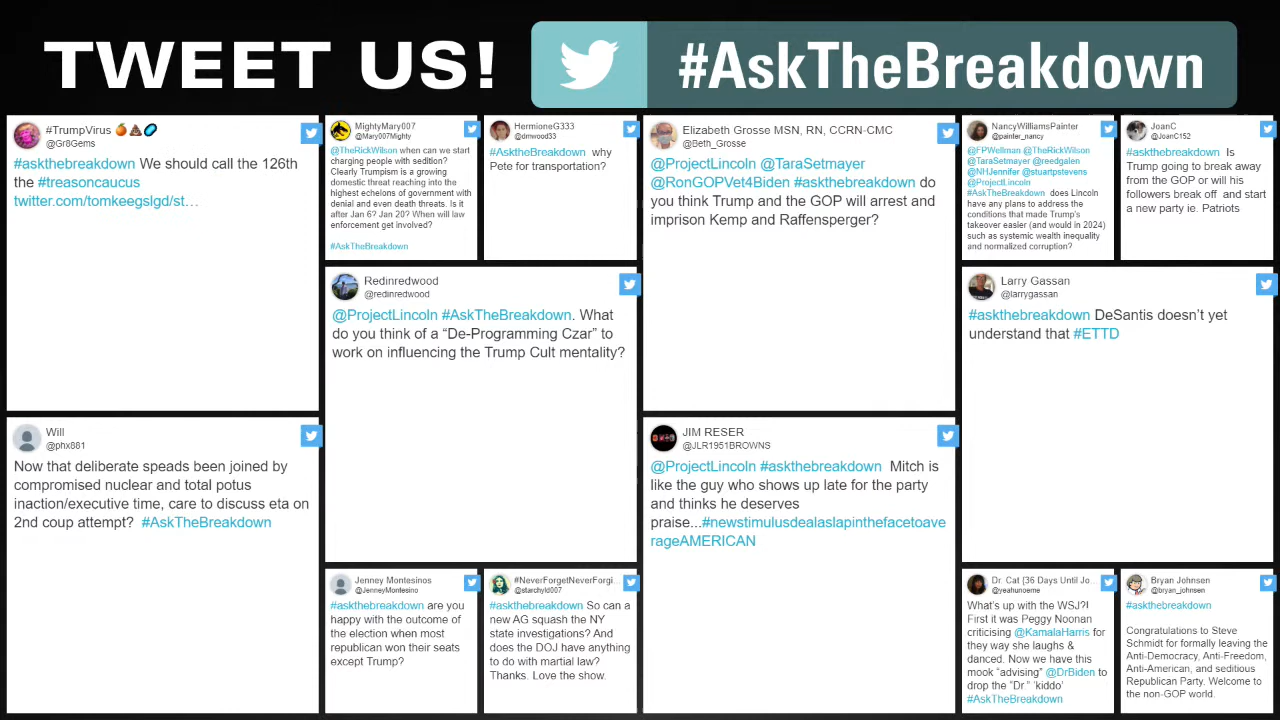 TWEET US! #AskTheBreakdown
#TrumpVirus 🍊💩🧿
@Gr8Gems
#askthebreakdown We should call the 126th
the #treasoncaucus
twitter.com/tomkeegslgd/st…
MightyMary007
@Mary007Mighty
@TheRickWilson when can we start
charging people with sedition?
Clearly Trumpism is a growing
domestic threat reaching into the
highest echelons of government with
denial and even death threats. Is it
after Jan 6? Jan 20? When will law
enforcement get involved?
#AskTheBreakdown
HermioneG333
@dmwood33
#AsktheBreakdown why
Pete for transportation?
Elizabeth Grosse MSN, RN, CCRN-CMC
@Beth_Grosse
@ProjectLincoln @TaraSetmayer
@RonGOPVet4Biden #askthebreakdown do
you think Trump and the GOP will arrest and
imprison Kemp and Raffensperger?
NancyWilliamsPainter
@painter_nancy
@FPWellman @TheRickWilson
@TaraSetmayer @reedgalen
@NHJennifer @stuartpstevens
@ProjectLincoln
#AskTheBreakdown does Lincoln
have any plans to address the
conditions that made Trump's
takeover easier (and would in 2024)
such as systemic wealth inequality
and normalized corruption?
JoanC
@JoanC152
#askthebreakdown Is
Trump going to break away
from the GOP or will his
followers break off and start
a new party ie. Patriots
Redinredwood
@redinredwood
@ProjectLincoln #AskTheBreakdown. What
do you think of a “De-Programming Czar” to
work on influencing the Trump Cult mentality?
Larry Gassan
@larrygassan
#askthebreakdown DeSantis doesn’t yet
understand that #ETTD
Will
@phx881
Now that deliberate speads been joined by
compromised nuclear and total potus
inaction/executive time, care to discuss eta on
2nd coup attempt? #AskTheBreakdown
JIM RESER
@JLR1951BROWNS
@ProjectLincoln #askthebreakdown Mitch is
like the guy who shows up late for the party
and thinks he deserves
praise...#newstimulusdealaslapinthefacetoave
rageAMERICAN
Jenney Montesinos
@JenneyMontesino
#askthebreakdown are you
happy with the outcome of
the election when most
republican won their seats
except Trump?
#NeverForgetNeverForgi…
@starchyld007
#askthebreakdown So can a
new AG squash the NY
state investigations? And
does the DOJ have anything
to do with martial law?
Thanks. Love the show.
Dr. Cat {36 Days Until Jo…
@yeahunoeme
What’s up with the WSJ?!
First it was Peggy Noonan
criticising @KamalaHarris for
they way she laughs &
danced. Now we have this
mook “advising” @DrBiden to
drop the “Dr.” ‘kiddo’
#AskTheBreakdown
Bryan Johnsen
@bryan_johnsen
#askthebreakdown
Congratulations to Steve
Schmidt for formally leaving the
Anti-Democracy, Anti-Freedom,
Anti-American, and seditious
Republican Party. Welcome to
the non-GOP world.